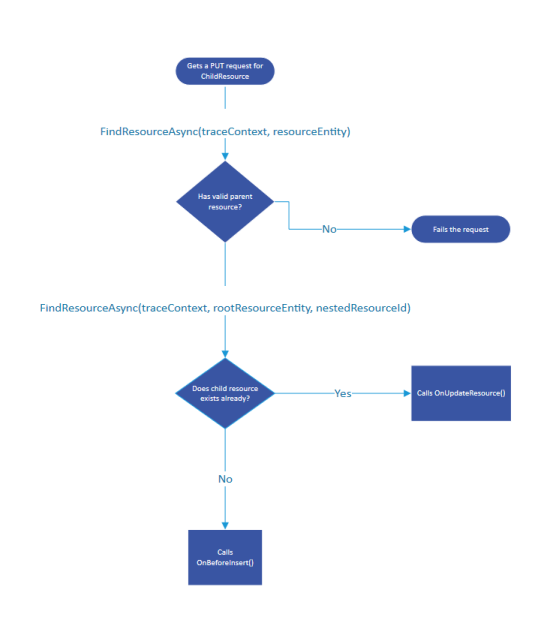 Gets a PUT request for
ChildResource
FindResourceAsync(traceContext, resourceEntity)
Has valid parent
resource?
No
Fails the request
FindResourceAsync(traceContext, rootResourceEntity, nestedResourceId)
Does child resource
exists already?
Yes
Calls OnUpdateResource()
No
Calls
OnBeforeInsert()